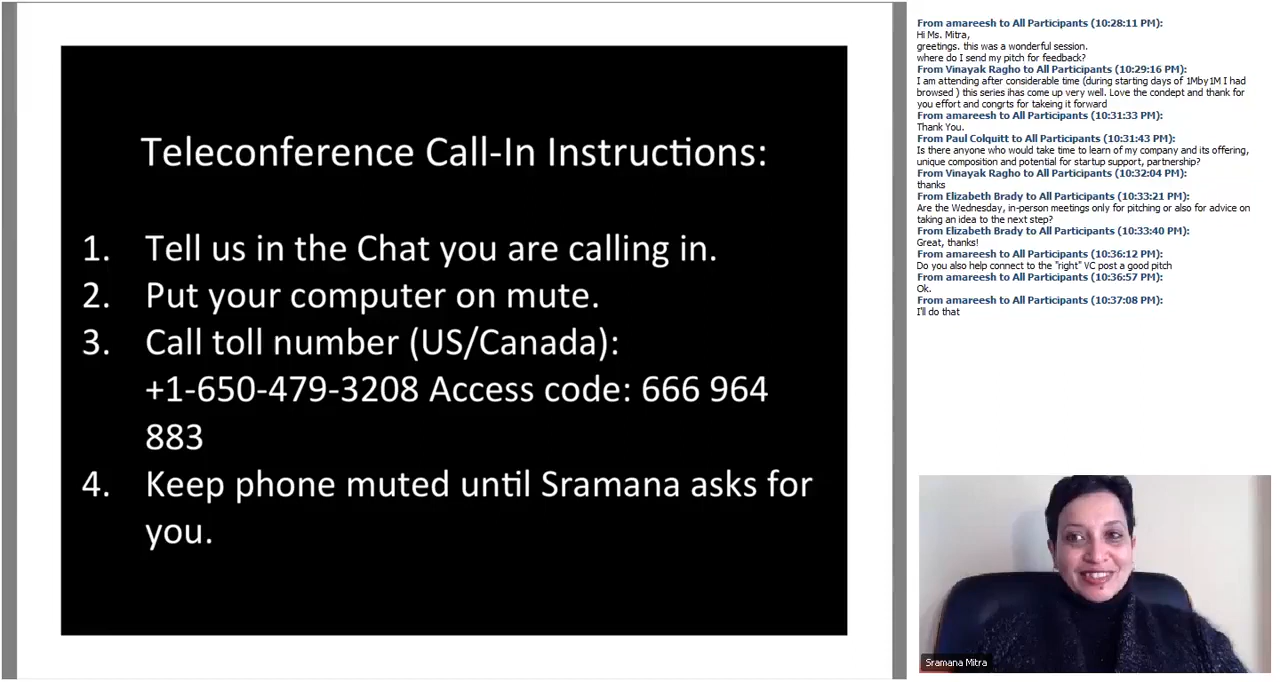 Teleconference Call-In Instructions:
1. Tell us in the Chat you are calling in.
2. Put your computer on mute.
3. Call toll number (US/Canada):
+1-650-479-3208 Access code: 666 964
883
4. Keep phone muted until Sramana asks for
you.
From amareesh to All Participants (10:28:11 PM):
Hi Ms. Mitra,
greetings. this was a wonderful session.
where do I send my pitch for feedback?
From Vinayak Ragho to All Participants (10:29:16 PM):
I am attending after considerable time (during starting days of 1Mby1M I had
browsed ) this series ihas come up very well. Love the condept and thank for
you effort and congrts for takeing it forward
From amareesh to All Participants (10:31:33 PM):
Thank You.
From Paul Colquitt to All Participants (10:31:43 PM):
Is there anyone who would take time to learn of my company and its offering,
unique composition and potential for startup support, partnership?
From Vinayak Ragho to All Participants (10:32:04 PM):
thanks
From Elizabeth Brady to All Participants (10:33:21 PM):
Are the Wednesday, in-person meetings only for pitching or also for advice on
taking an idea to the next step?
From Elizabeth Brady to All Participants (10:33:40 PM):
Great, thanks!
From amareesh to All Participants (10:36:12 PM):
Do you also help connect to the "right" VC post a good pitch
From amareesh to All Participants (10:36:57 PM):
Ok.
From amareesh to All Participants (10:37:08 PM):
I'll do that
Sramana Mitra